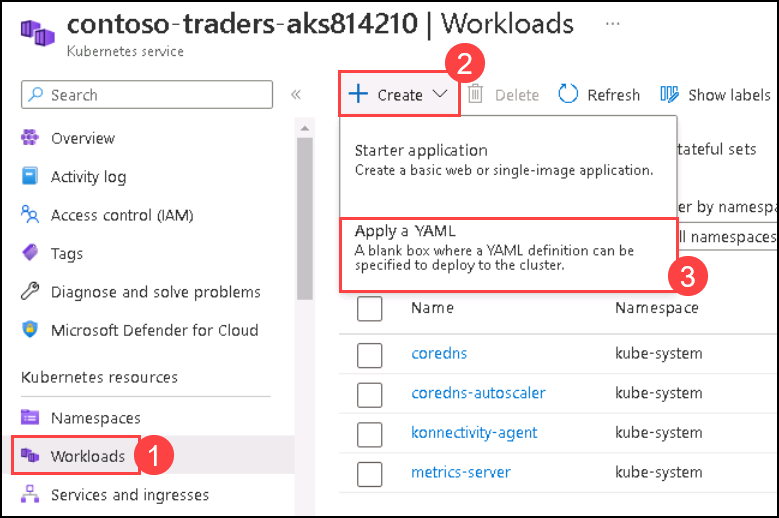 contoso-traders-aks814210 | Workloads ...
Kubernetes service
Search
«
Overview
Activity log
Access control (IAM)
Tags
Diagnose and solve problems
Microsoft Defender for Cloud
Kubernetes resources
Namespaces
Workloads
1
Services and ingresses
2
Create
Delete
Refresh
Show labels
Starter application
Create a basic web or single-image application.
tateful sets
er by namespa
Apply a YAML
A blank box where a YAML definition can be
specified to deploy to the cluster.
ll namespaces
3
Name Namespace
coredns kube-system
coredns-autoscaler kube-system
konnectivity-agent kube-system
metrics-server kube-system